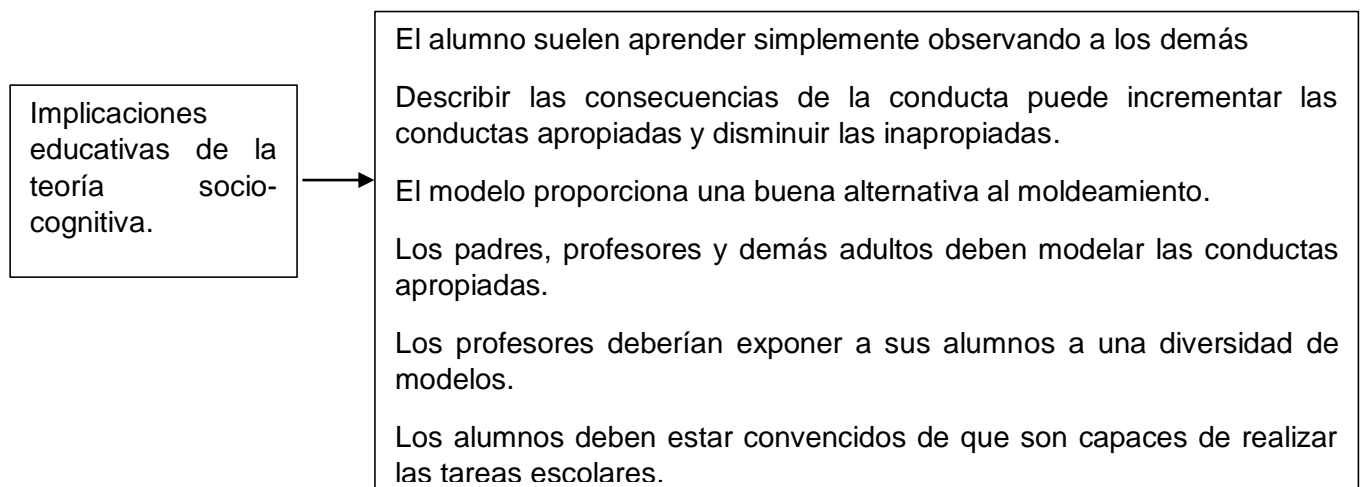 Implicaciones
educativas de la
teoría socio-
cognitiva.
El alumno suelen aprender simplemente observando a los demás
Describir las consecuencias de la conducta puede incrementar las
conductas apropiadas y disminuir las inapropiadas.
El modelo proporciona una buena alternativa al moldeamiento.
Los padres, profesores y demás adultos deben modelar las conductas
apropiadas.
Los profesores deberían exponer a sus alumnos a una diversidad de
modelos.
Los alumnos deben estar convencidos de que son capaces de realizar
las tareas escolares.